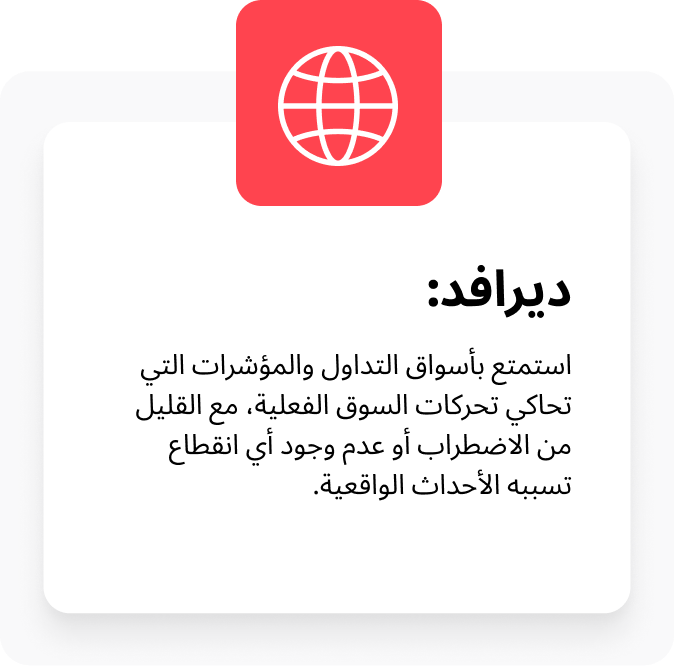 ديرافد:
استمتع بأسواق التداول والمؤشرات التي
تحاكي تحركات السوق الفعلية، مع القليل
من الاضطراب أو عدم وجود أي انقطاع
تسببه الأحداث الواقعية.